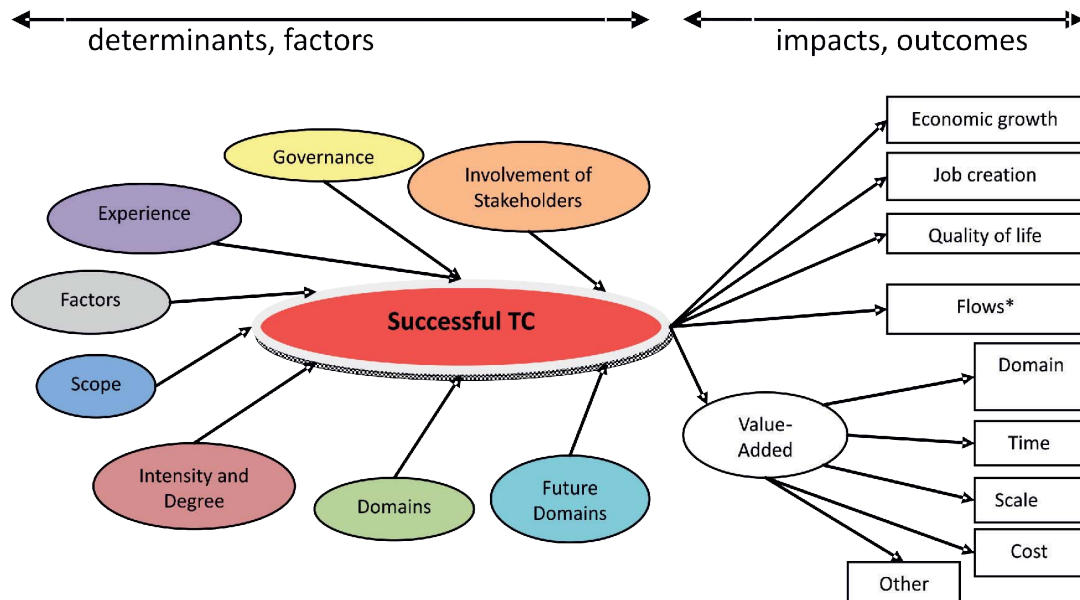 determinants, factors
impacts, outcomes
Governance
Involvement of
Stakeholders
Experience
Factors
Scope
Intensity and
Degree
Domains
Future
Domains
Successful TC
Economic growth
Job creation
Quality of life
Flows*
Value-
Added
Domain
Time
Scale
Cost
Other